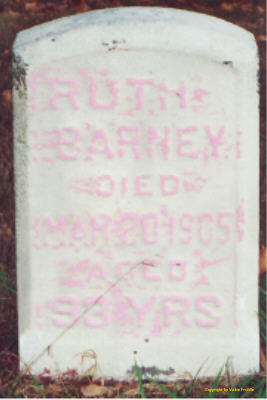 RUTH
BARNEY
DIED
MAR 20 1905
AGED
93 YRS